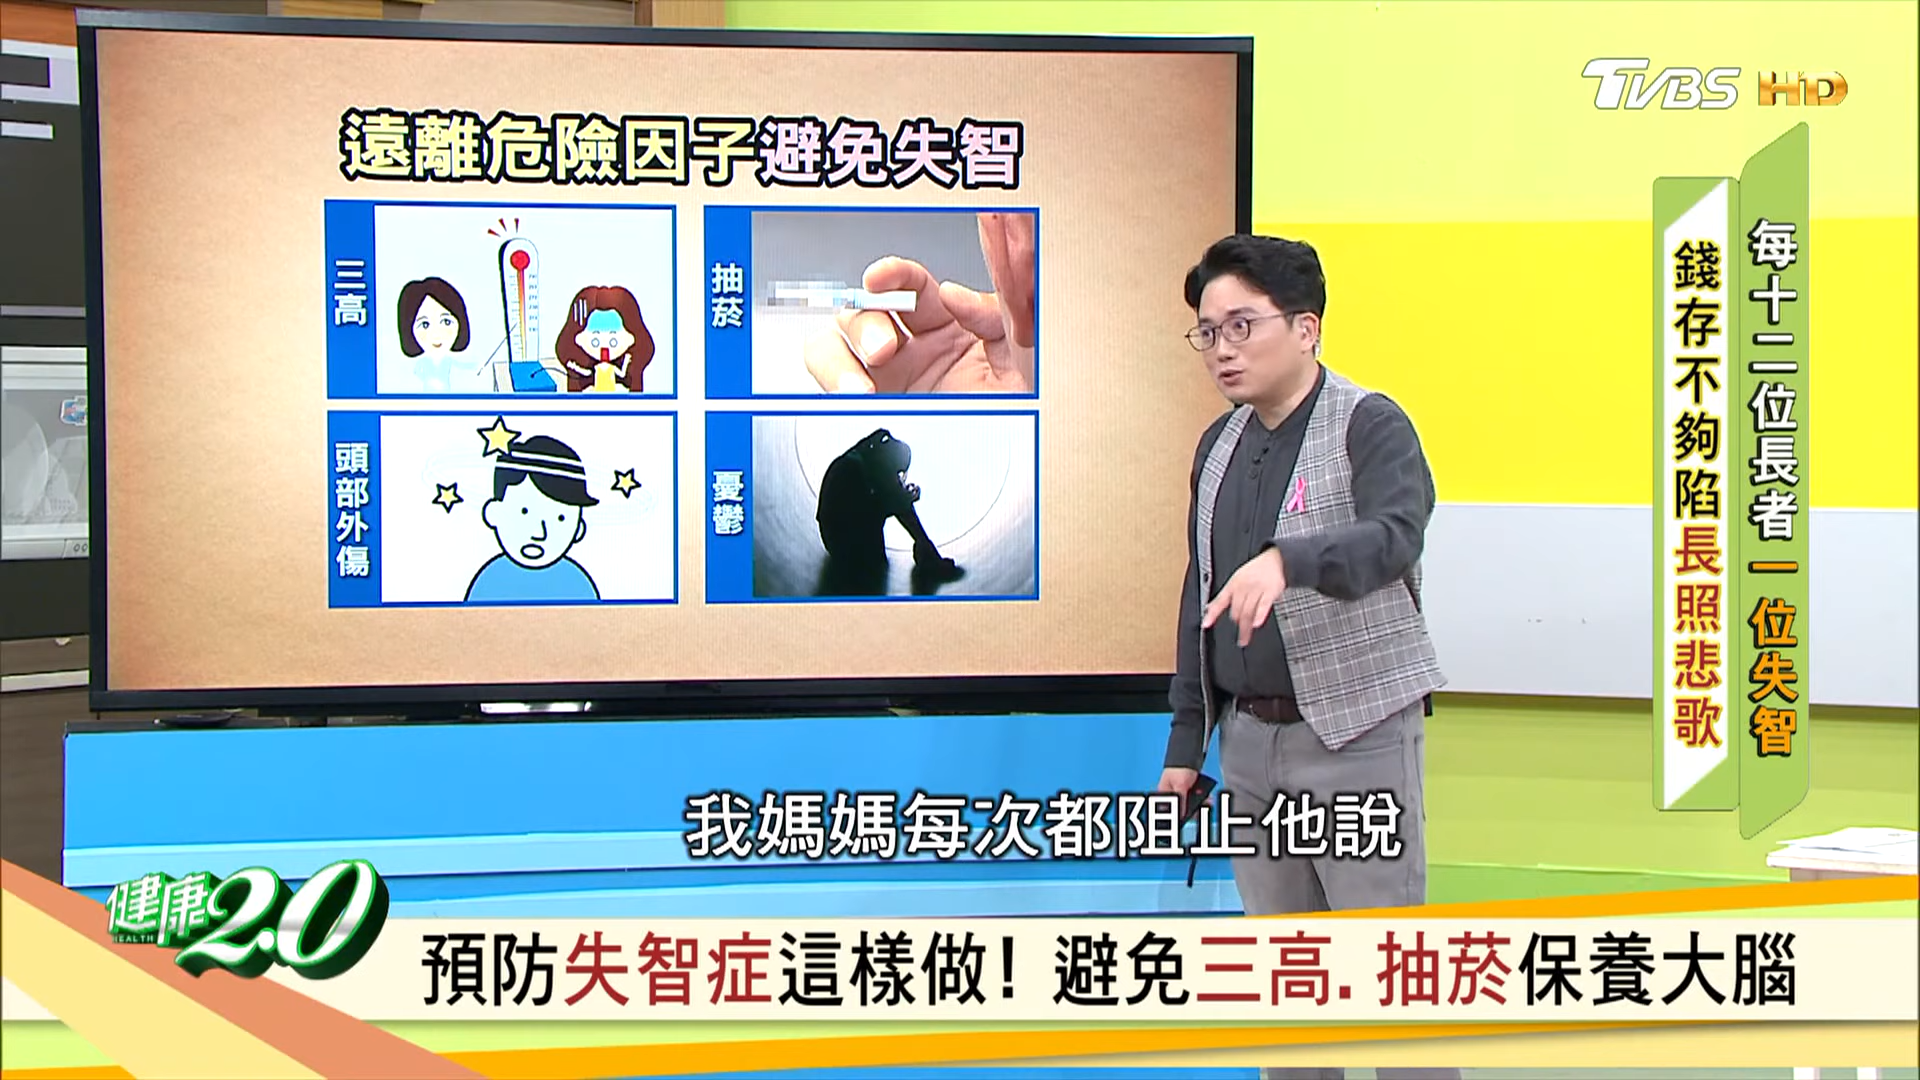 TVBS HD
遠離危險因子避免失智
三高
抽菸
頭部外傷
憂鬱
每十二位長者一位失智
錢存不夠陷長照悲歌
我媽媽每次都阻止他說
健康2.0
HEALTH
預防失智症這樣做！避免三高.抽菸保養大腦